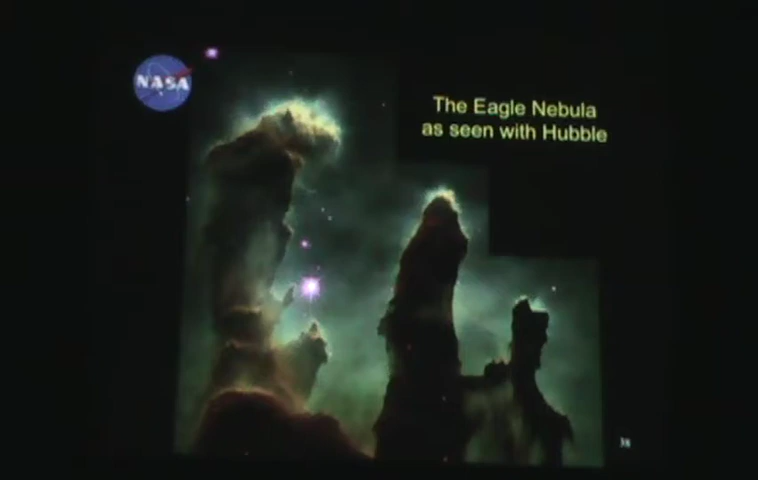 NASA
The Eagle Nebula
as seen with Hubble